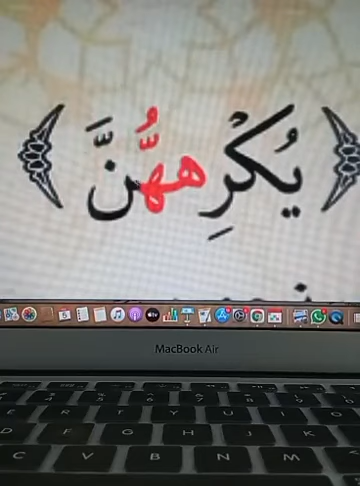 ﴿ يُكْرِههُّنَّ ﴾
MacBook Air
E R T Y U I
D F G H J K
C V B N M